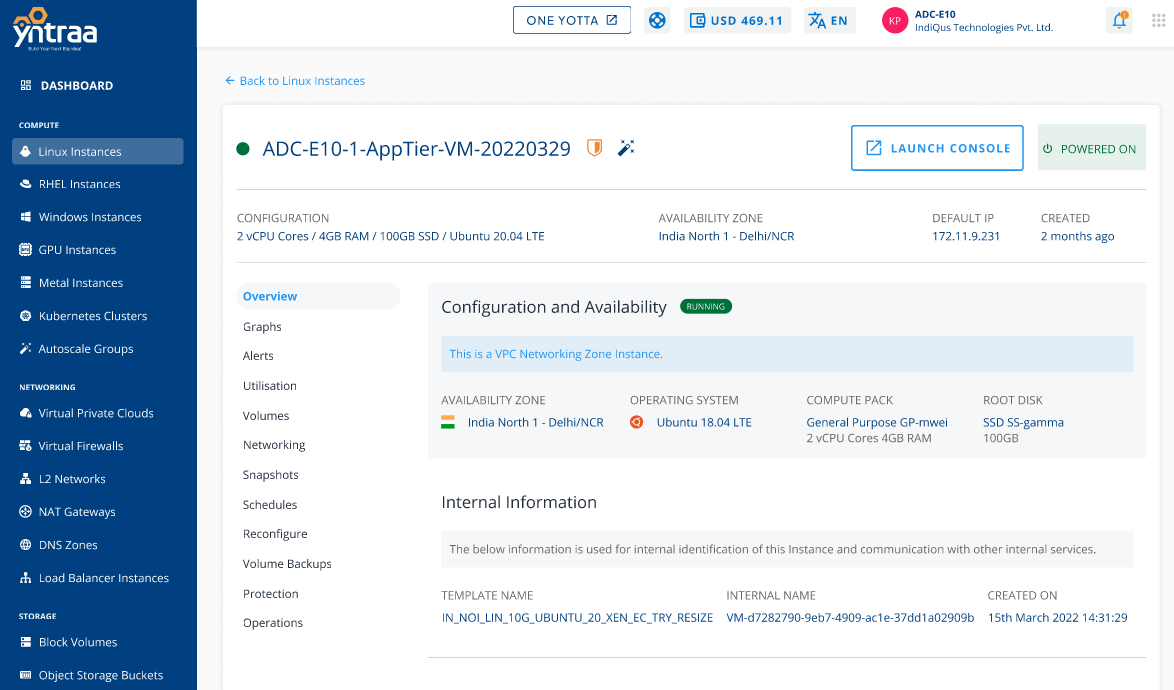 yntraa
Build Your Next Big Idea!
ONE YOTTA
USD 469.11
EN
KP
ADC-E10
IndiQus Technologies Pvt. Ltd.
DASHBOARD
COMPUTE
Linux Instances
RHEL Instances
Windows Instances
GPU Instances
Metal Instances
Kubernetes Clusters
Autoscale Groups
NETWORKING
Virtual Private Clouds
Virtual Firewalls
L2 Networks
NAT Gateways
DNS Zones
Load Balancer Instances
STORAGE
Block Volumes
Object Storage Buckets
← Back to Linux Instances
ADC-E10-1-AppTier-VM-20220329
LAUNCH CONSOLE
POWERED ON
CONFIGURATION
2 vCPU Cores / 4GB RAM / 100GB SSD / Ubuntu 20.04 LTE
AVAILABILITY ZONE
India North 1 - Delhi/NCR
DEFAULT IP
172.11.9.231
CREATED
2 months ago
Overview
Graphs
Alerts
Utilisation
Volumes
Networking
Snapshots
Schedules
Reconfigure
Volume Backups
Protection
Operations
Configuration and Availability RUNNING
This is a VPC Networking Zone Instance.
AVAILABILITY ZONE
India North 1 - Delhi/NCR
OPERATING SYSTEM
Ubuntu 18.04 LTE
COMPUTE PACK
General Purpose GP-mwei
2 vCPU Cores 4GB RAM
ROOT DISK
SSD SS-gamma
100GB
Internal Information
The below information is used for internal identification of this Instance and communication with other internal services.
TEMPLATE NAME
IN_NOI_LIN_10G_UBUNTU_20_XEN_EC_TRY_RESIZE
INTERNAL NAME
VM-d7282790-9eb7-4909-ac1e-37dd1a02909b
CREATED ON
15th March 2022 14:31:29